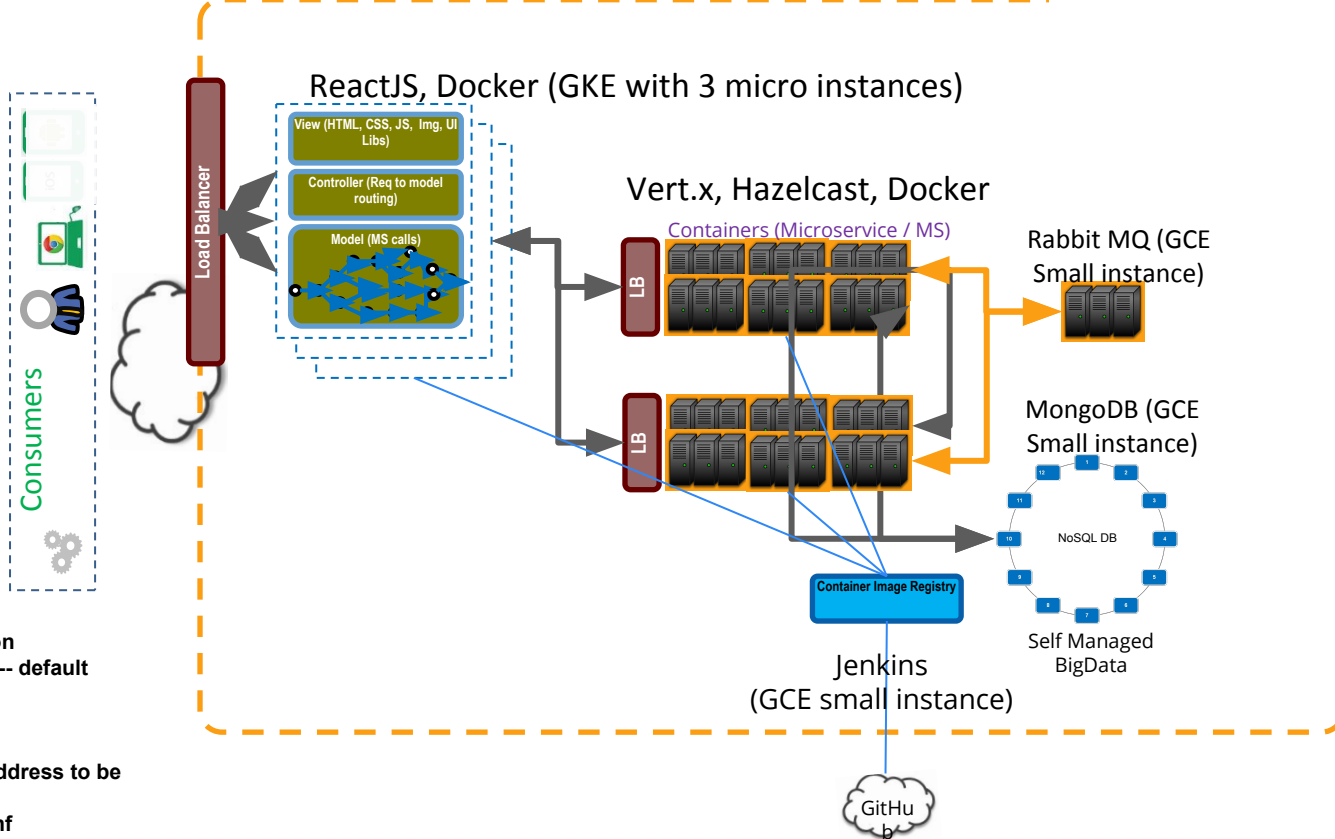 ReactJS, Docker (GKE with 3 micro instances)
View (HTML, CSS, JS, Img, UI
Libs)
Controller (Req to model
routing)
Model (MS calls)
Load Balancer
iOS
Consumers
Vert.x, Hazelcast, Docker
Containers (Microservice / MS)
LB
LB
Rabbit MQ (GCE
Small instance)
MongoDB (GCE
Small instance)
1
2
3
4
5
6
7
8
9
10
11
12
NoSQL DB
Self Managed
BigData
Container Image Registry
Jenkins
(GCE small instance)
GitHu
b
on
-- default
ddress to be
nf